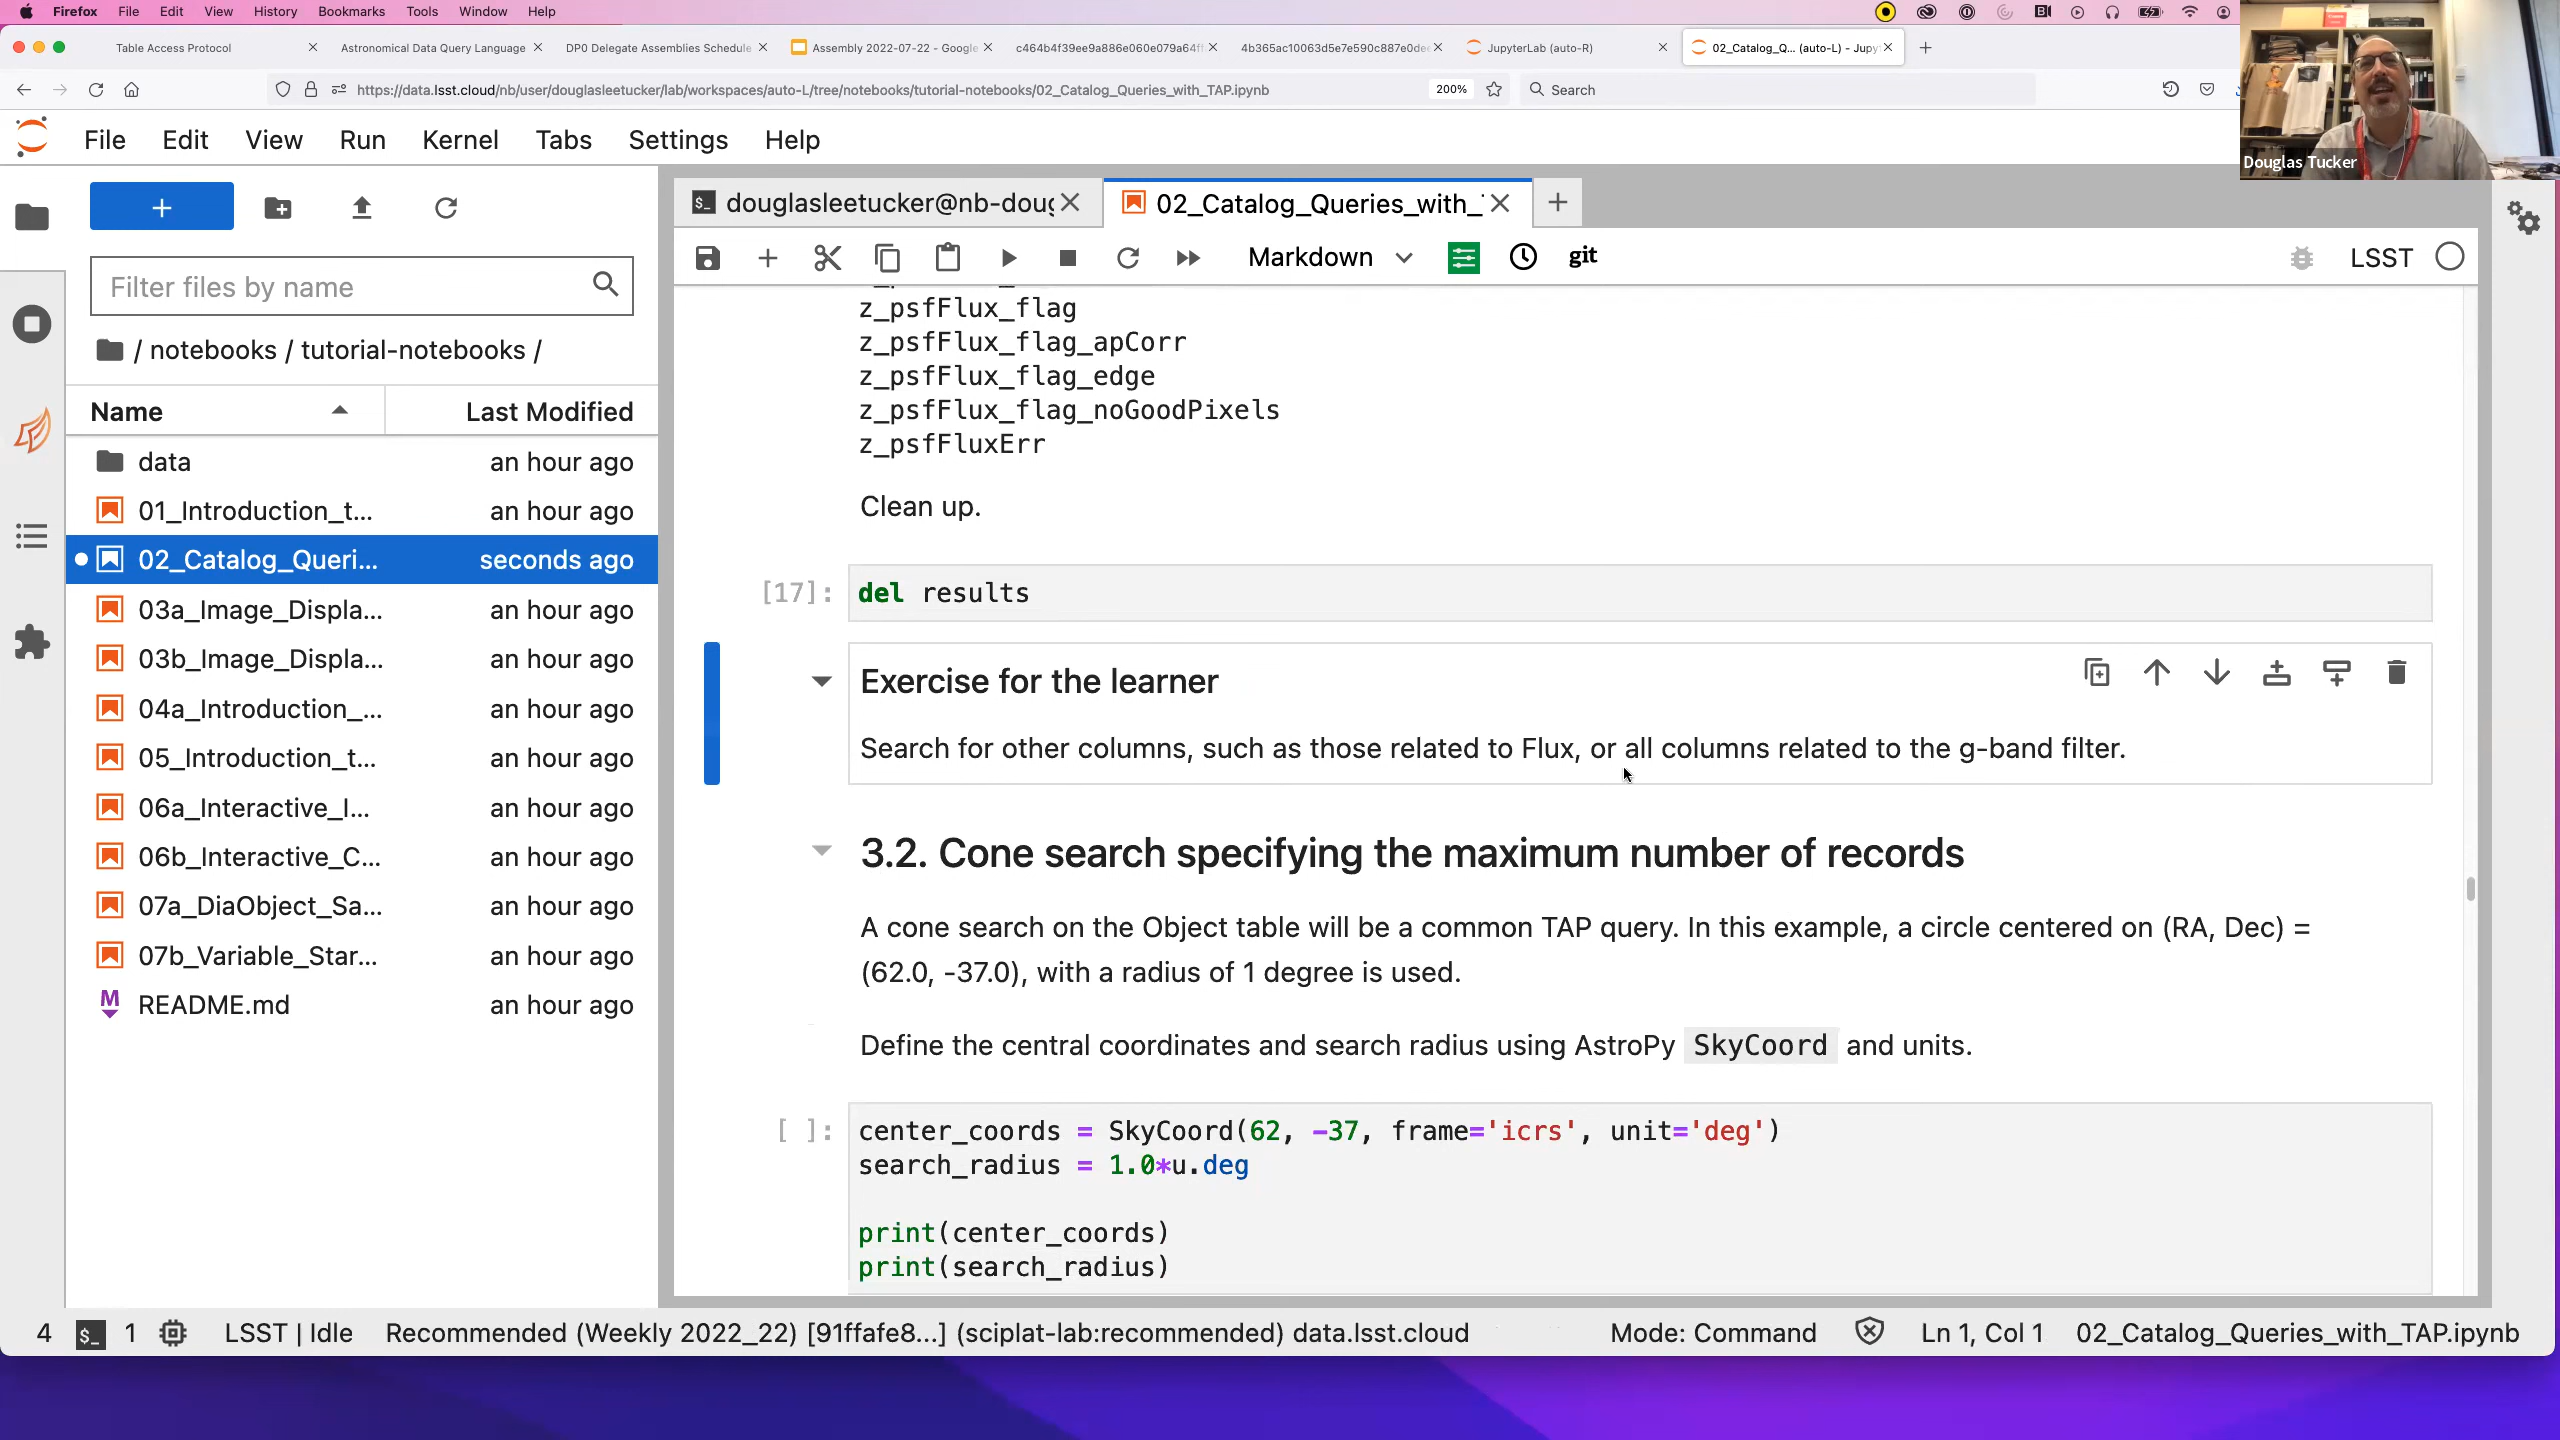 Firefox File Edit View History Bookmarks Tools Window Help
Table Access Protocol
Astronomical Data Query Language
DP0 Delegate Assemblies Schedule
Assembly 2022-07-22 - Google
c464b4f39ee9a886e060e079a64f
4b365ac10063d5e7e590c887e0de
JupyterLab (auto-R)
02_Catalog_Q... (auto-L) - Jupy
https://data.lsst.cloud/nb/user/douglasleetucker/lab/workspaces/auto-L/tree/notebooks/tutorial-notebooks/02_Catalog_Queries_with_TAP.ipynb
200%
Search
Douglas Tucker
File Edit View Run Kernel Tabs Settings Help
Filter files by name
/ notebooks / tutorial-notebooks /
Name Last Modified
data an hour ago
01_Introduction_t... an hour ago
02_Catalog_Queri... seconds ago
03a_Image_Displa... an hour ago
03b_Image_Displa... an hour ago
04a_Introduction_... an hour ago
05_Introduction_t... an hour ago
06a_Interactive_I... an hour ago
06b_Interactive_C... an hour ago
07a_DiaObject_Sa... an hour ago
07b_Variable_Star... an hour ago
README.md an hour ago
douglasleetucker@nb-doug
02_Catalog_Queries_with_
Markdown
git
LSST
z_psfFlux_flag
z_psfFlux_flag_apCorr
z_psfFlux_flag_edge
z_psfFlux_flag_noGoodPixels
z_psfFluxErr
Clean up.
[17]: del results
Exercise for the learner
Search for other columns, such as those related to Flux, or all columns related to the g-band filter.
3.2. Cone search specifying the maximum number of records
A cone search on the Object table will be a common TAP query. In this example, a circle centered on (RA, Dec) =
(62.0, -37.0), with a radius of 1 degree is used.
Define the central coordinates and search radius using AstroPy SkyCoord and units.
[ ]: center_coords = SkyCoord(62, -37, frame='icrs', unit='deg')
search_radius = 1.0*u.deg
print(center_coords)
print(search_radius)
4 $_ 1 LSST | Idle Recommended (Weekly 2022_22) [91ffafe8...] (sciplat-lab:recommended) data.lsst.cloud Mode: Command Ln 1, Col 1 02_Catalog_Queries_with_TAP.ipynb